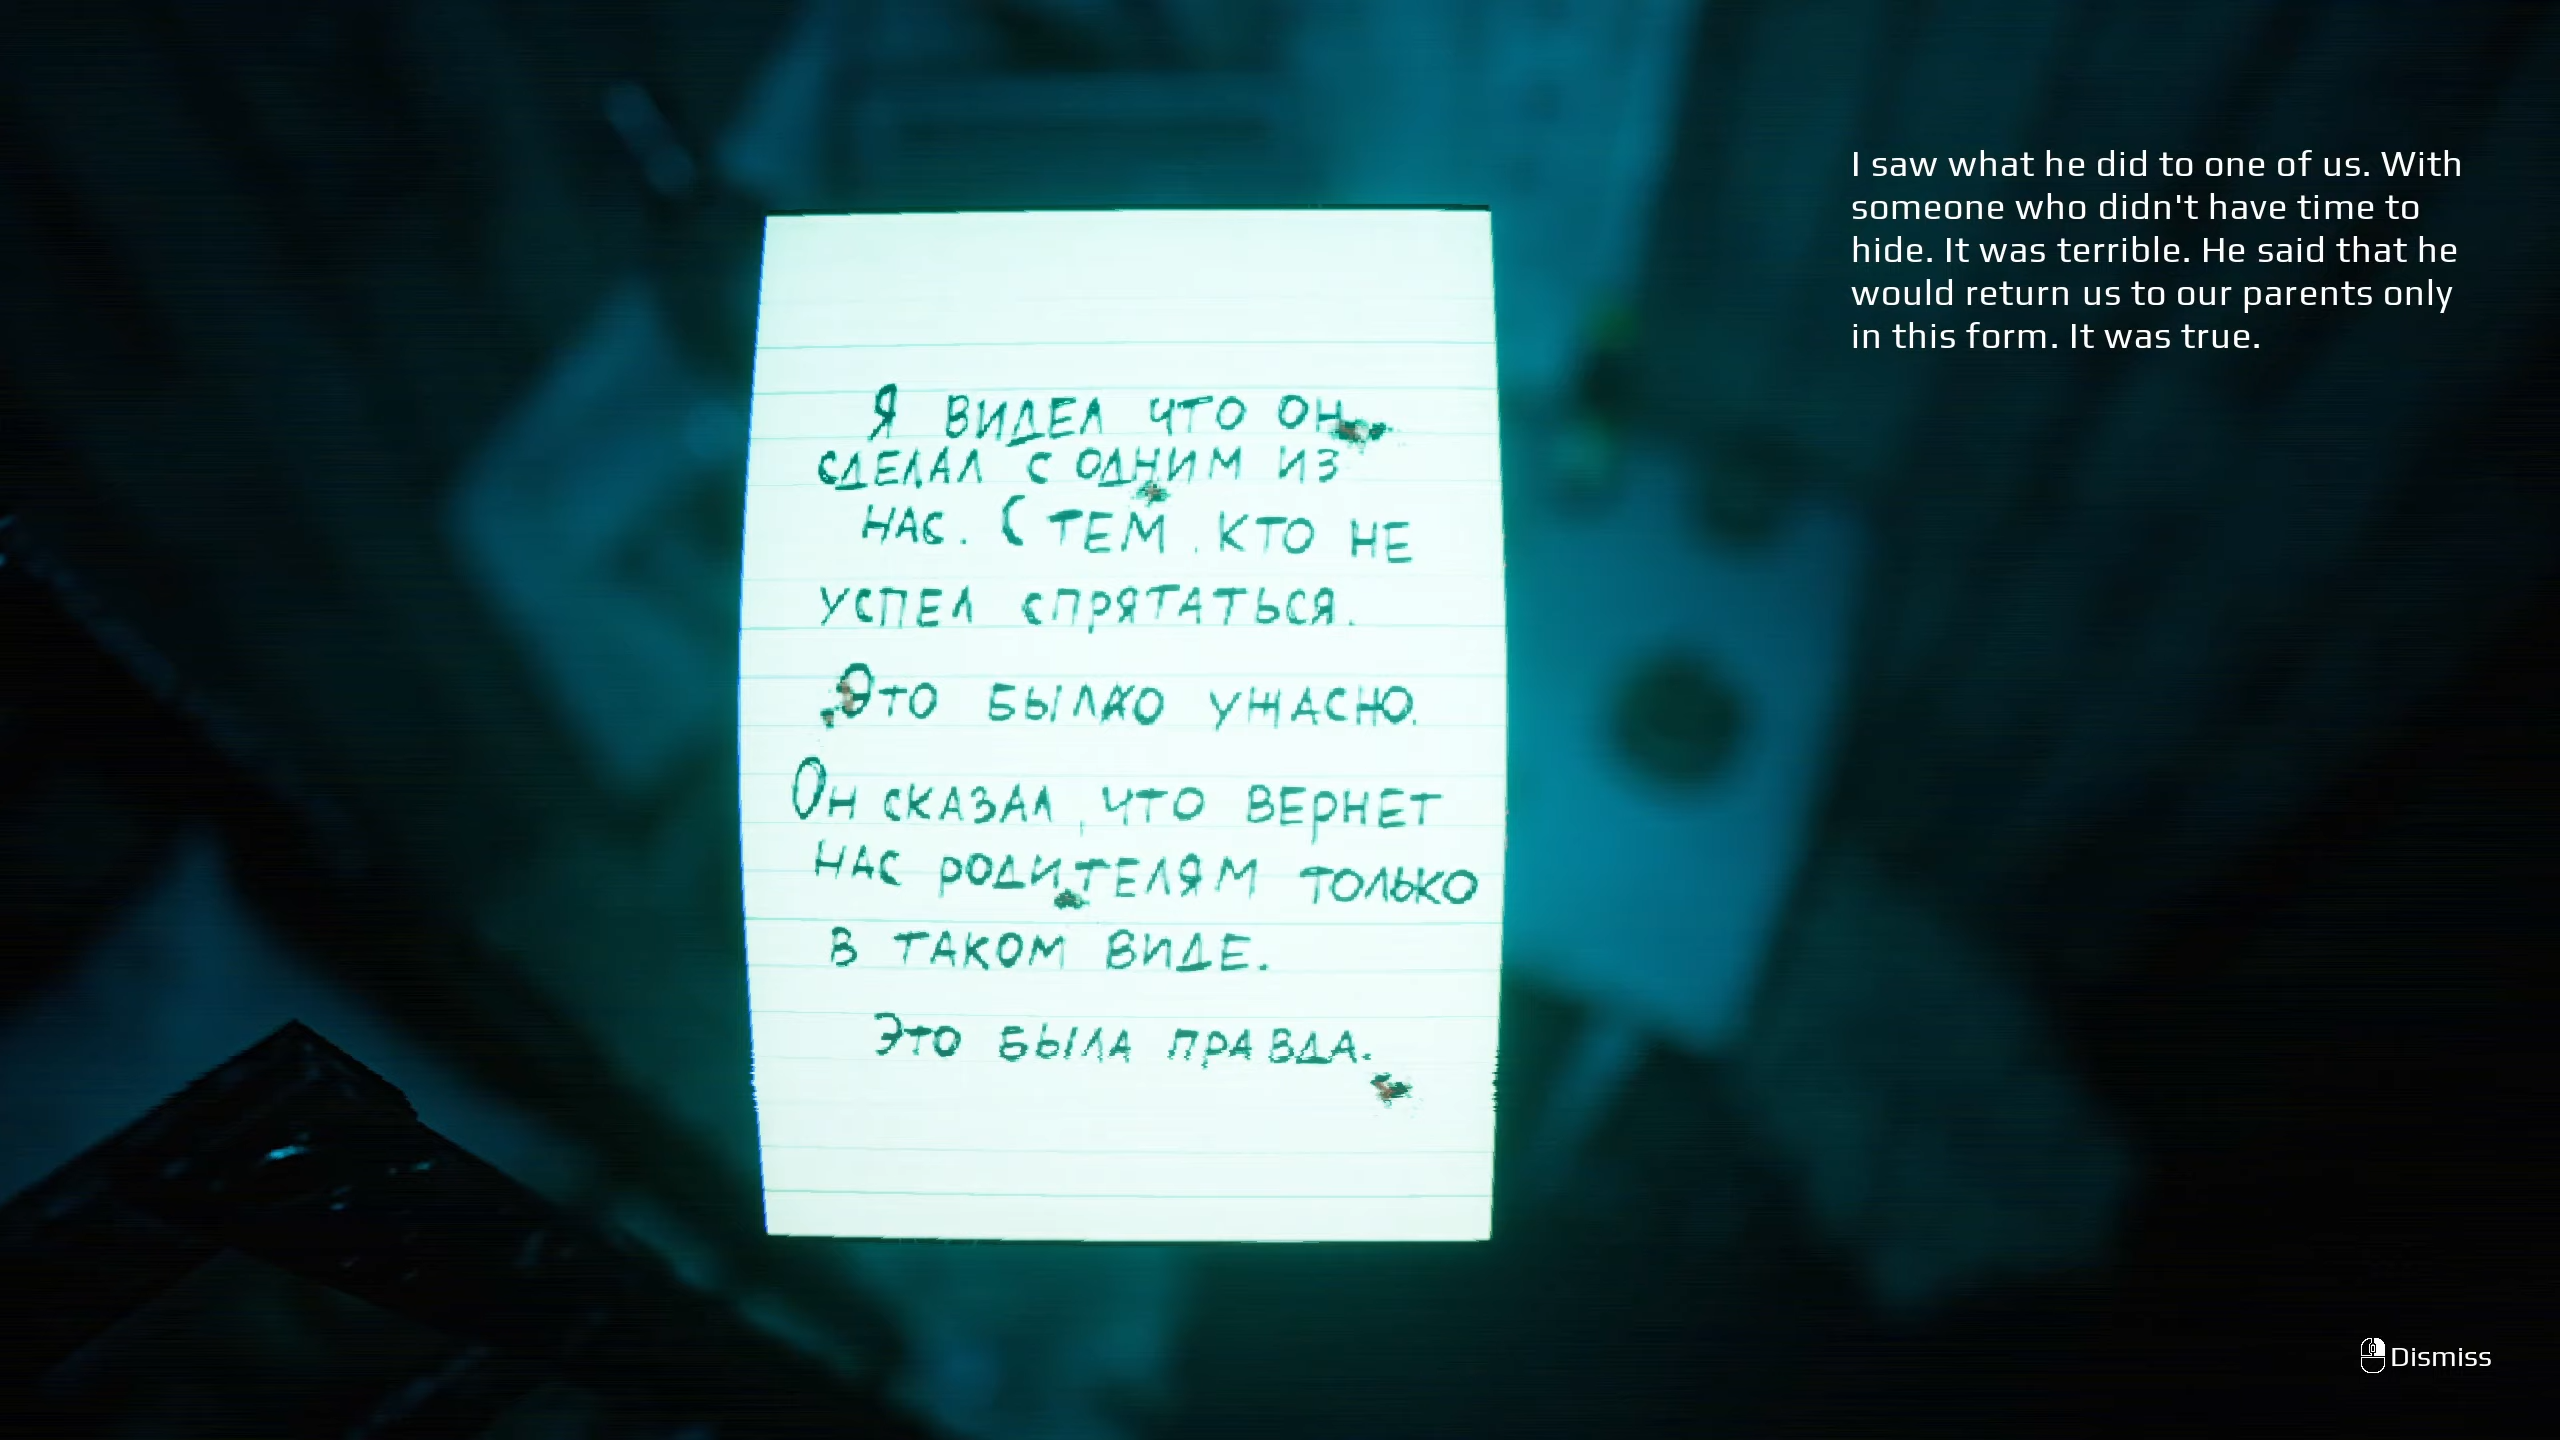 Я ВИДЕЛ ЧТО ОН
СДЕЛАЛ С ОДНИМ ИЗ
НАС. С ТЕМ, КТО НЕ
УСПЕЛ СПРЯТАТЬСЯ.
ЭТО БЫЛО УЖАСНО.
ОН СКАЗАЛ, ЧТО ВЕРНЕТ
НАС РОДИТЕЛЯМ ТОЛЬКО
В ТАКОМ ВИДЕ.
ЭТО БЫЛА ПРАВДА.
I saw what he did to one of us. With
someone who didn't have time to
hide. It was terrible. He said that he
would return us to our parents only
in this form. It was true.
Dismiss